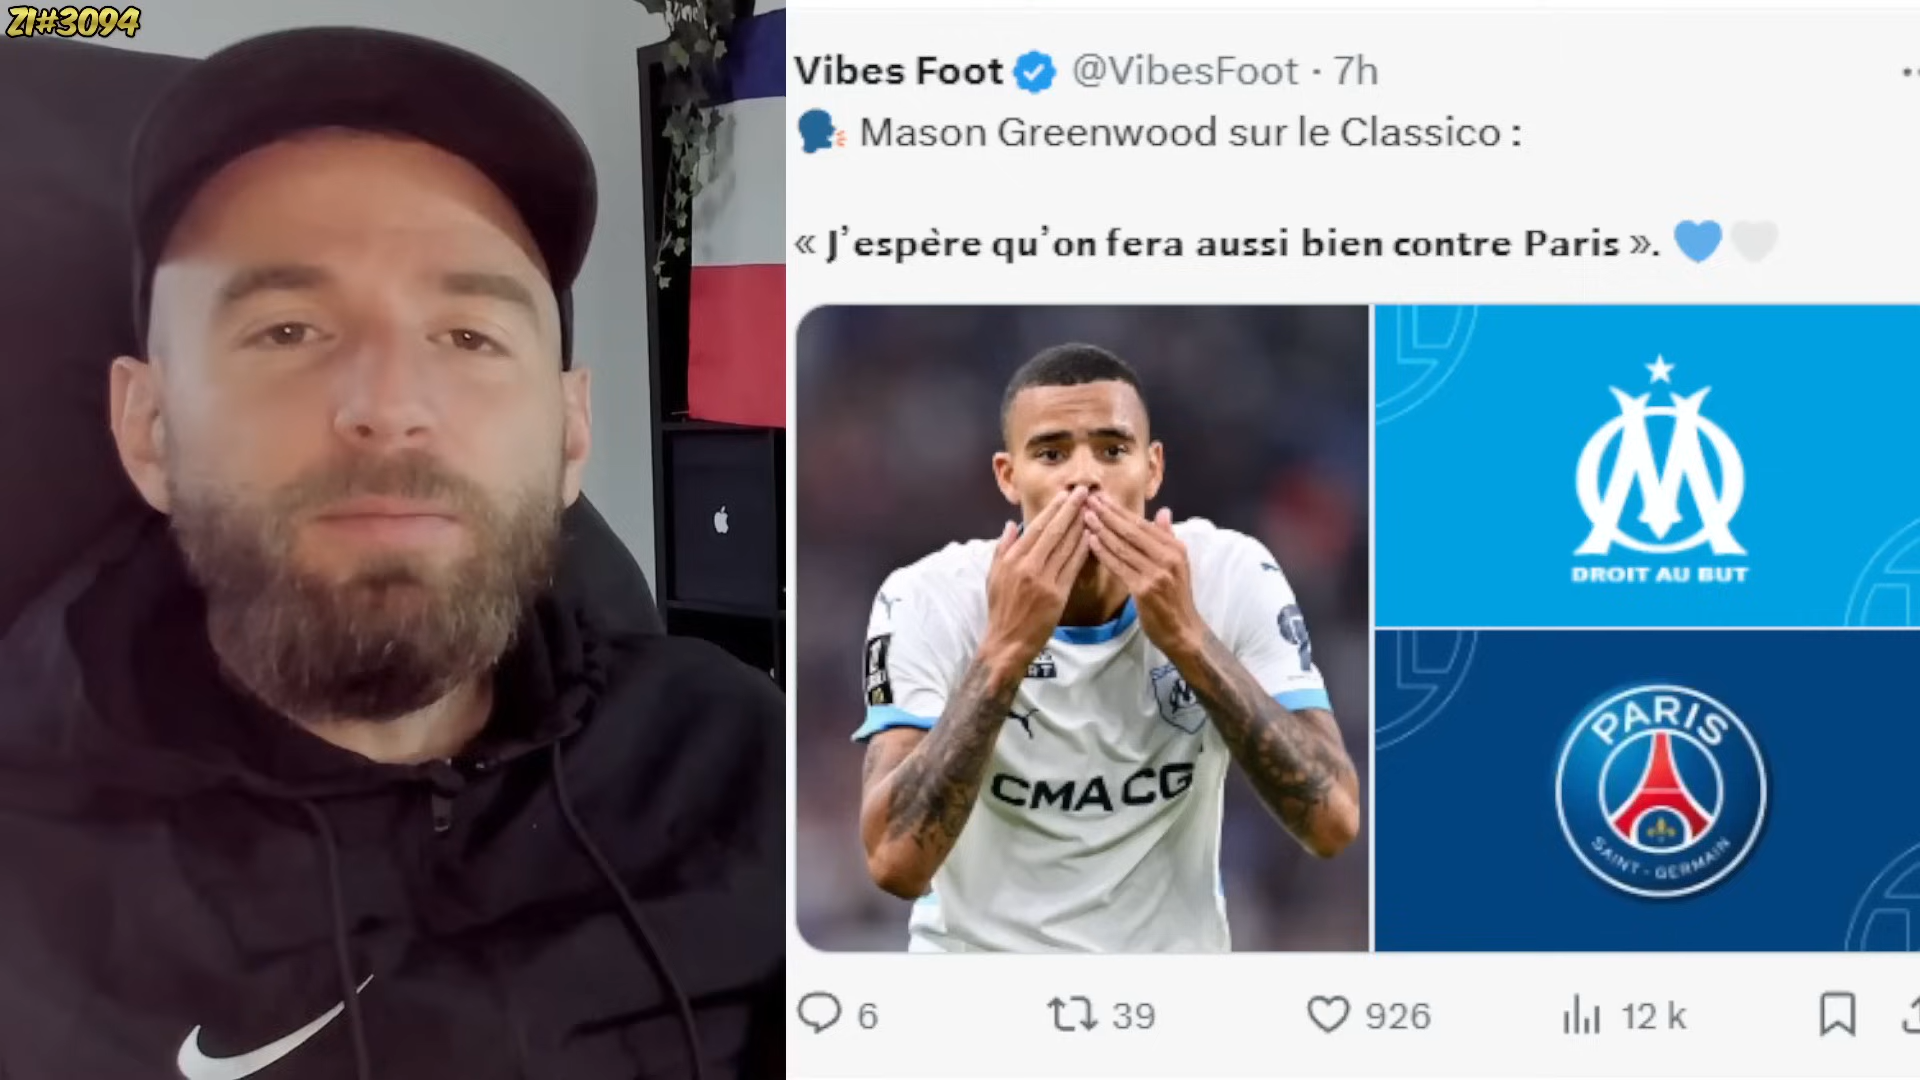 ZI#3094
Vibes Foot @VibesFoot · 7h
Mason Greenwood sur le Classico :
« J'espère qu'on fera aussi bien contre Paris ».
DROIT AU BUT
CMA CGM
PARIS
SAINT-GERMAIN
6 39 926 12 k